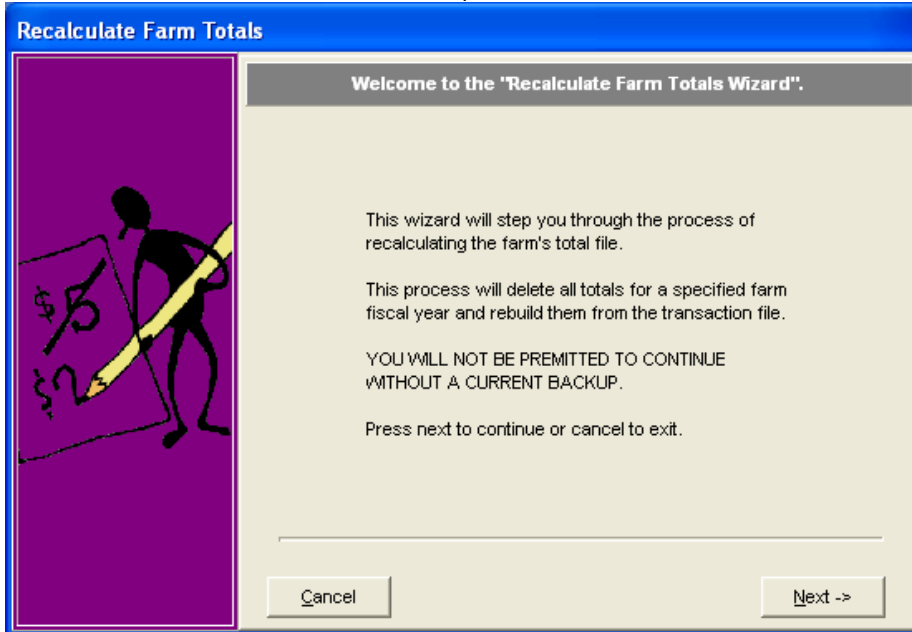 Recalculate Farm Totals
Welcome to the "Recalculate Farm Totals Wizard".
This wizard will step you through the process of
recalculating the farm's total file.
This process will delete all totals for a specified farm
fiscal year and rebuild them from the transaction file.
YOU WILL NOT BE PREMITTED TO CONTINUE
WITHOUT A CURRENT BACKUP.
Press next to continue or cancel to exit.
$5
$2
Cancel
Next ->